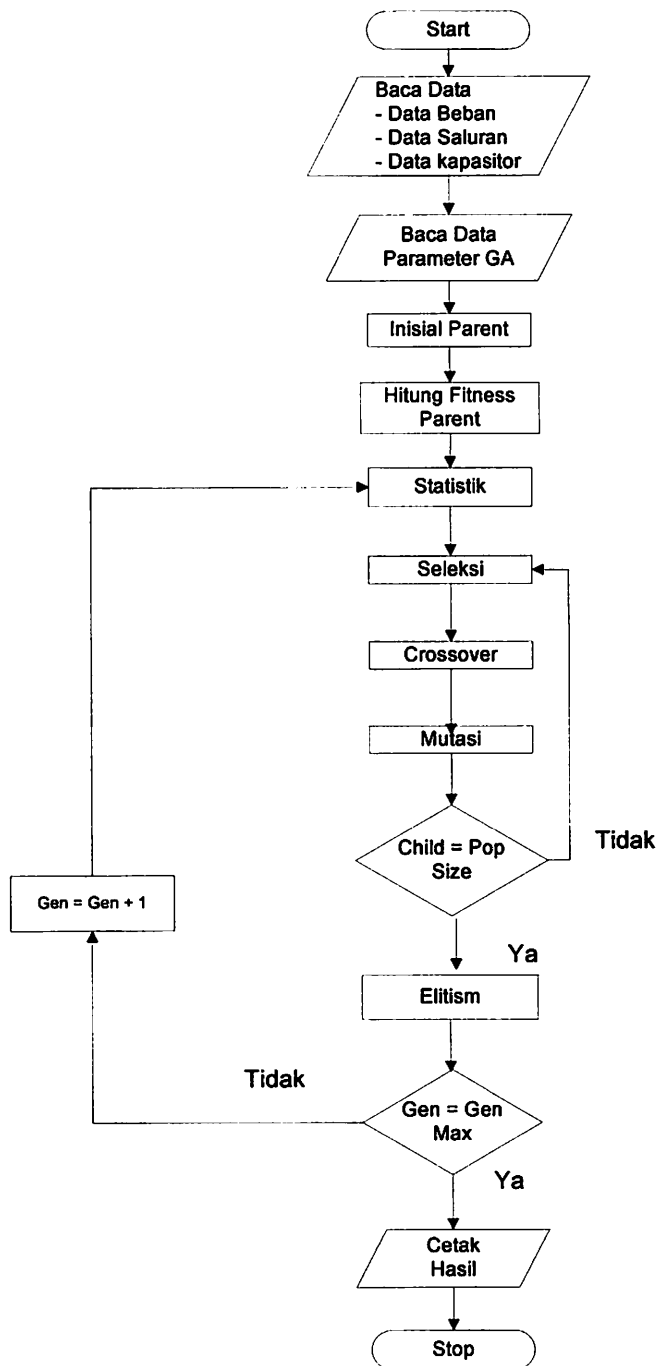 Start
Baca Data
- Data Beban
- Data Saluran
- Data kapasitor
Baca Data
Parameter GA
Inisial Parent
Hitung Fitness
Parent
Statistik
Seleksi
Crossover
Mutasi
Child = Pop
Size
Tidak
Gen = Gen + 1
Ya
Elitism
Tidak
Gen = Gen
Max
Ya
Cetak
Hasil
Stop